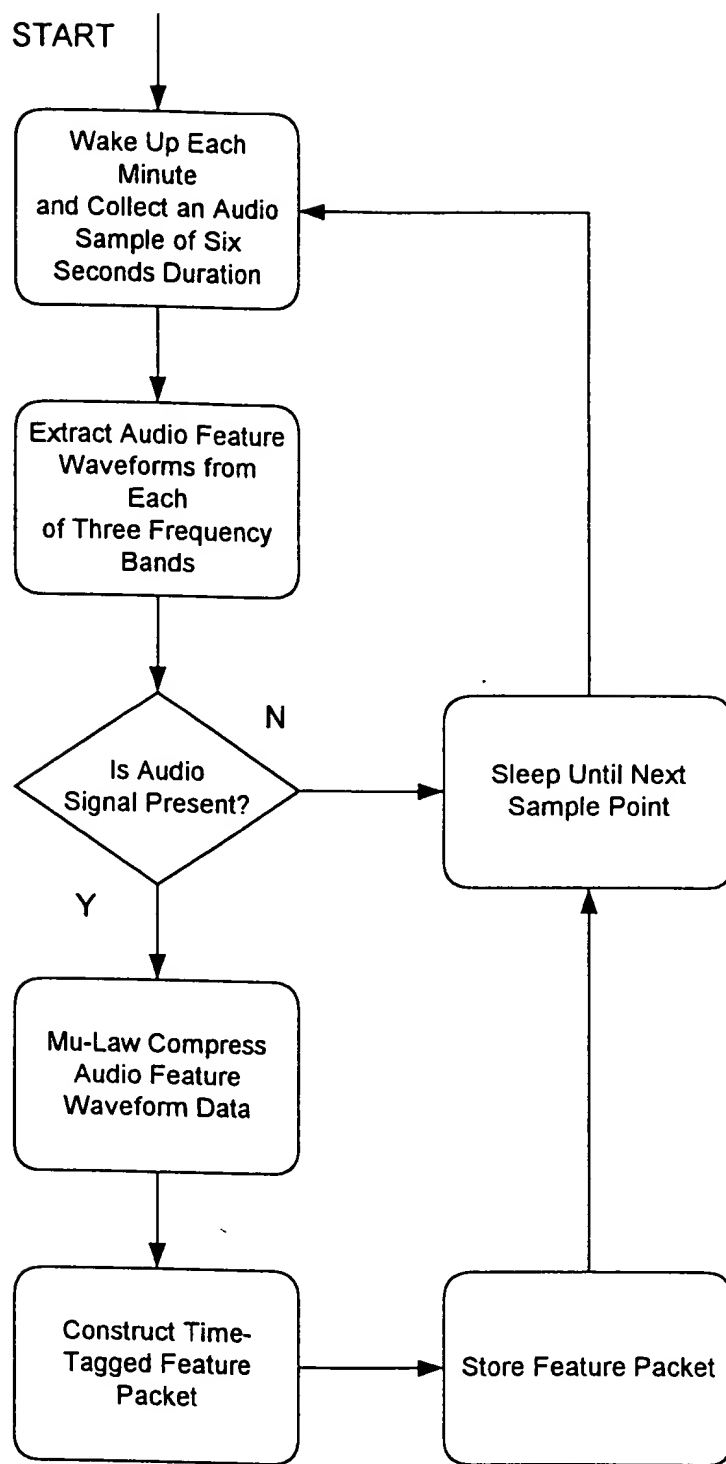 START
Wake Up Each
Minute
and Collect an Audio
Sample of Six
Seconds Duration
Extract Audio Feature
Waveforms from
Each
of Three Frequency
Bands
Is Audio
Signal Present?
N
Sleep Until Next
Sample Point
Y
Mu-Law Compress
Audio Feature
Waveform Data
Construct Time-
Tagged Feature
Packet
Store Feature Packet